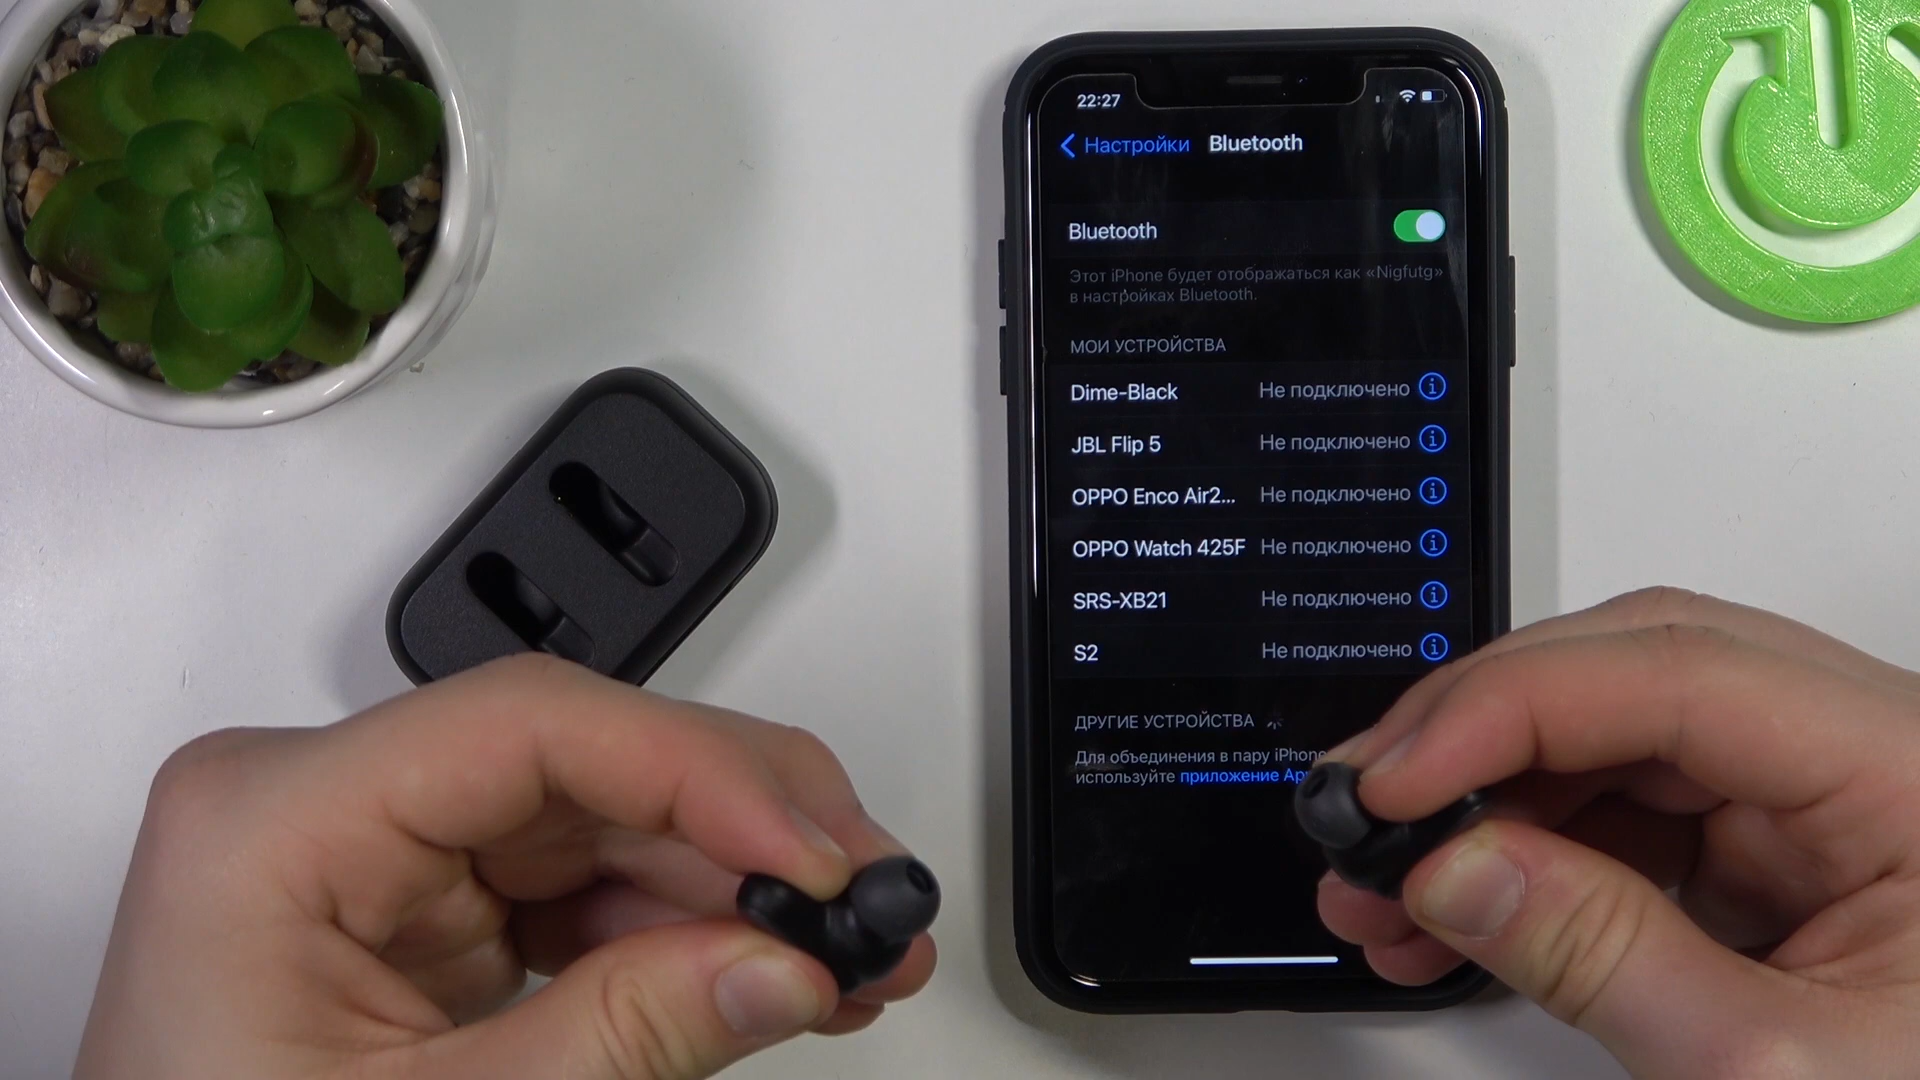 22:27
Настройки Bluetooth
Bluetooth
Этот iPhone будет отображаться как «Nigfutg»
в настройках Bluetooth.
МОИ УСТРОЙСТВА
Dime-Black Не подключено
JBL Flip 5 Не подключено
OPPO Enco Air2... Не подключено
OPPO Watch 425F Не подключено
SRS-XB21 Не подключено
S2 Не подключено
ДРУГИЕ УСТРОЙСТВА
Для объединения в пару iPhone
используйте приложение